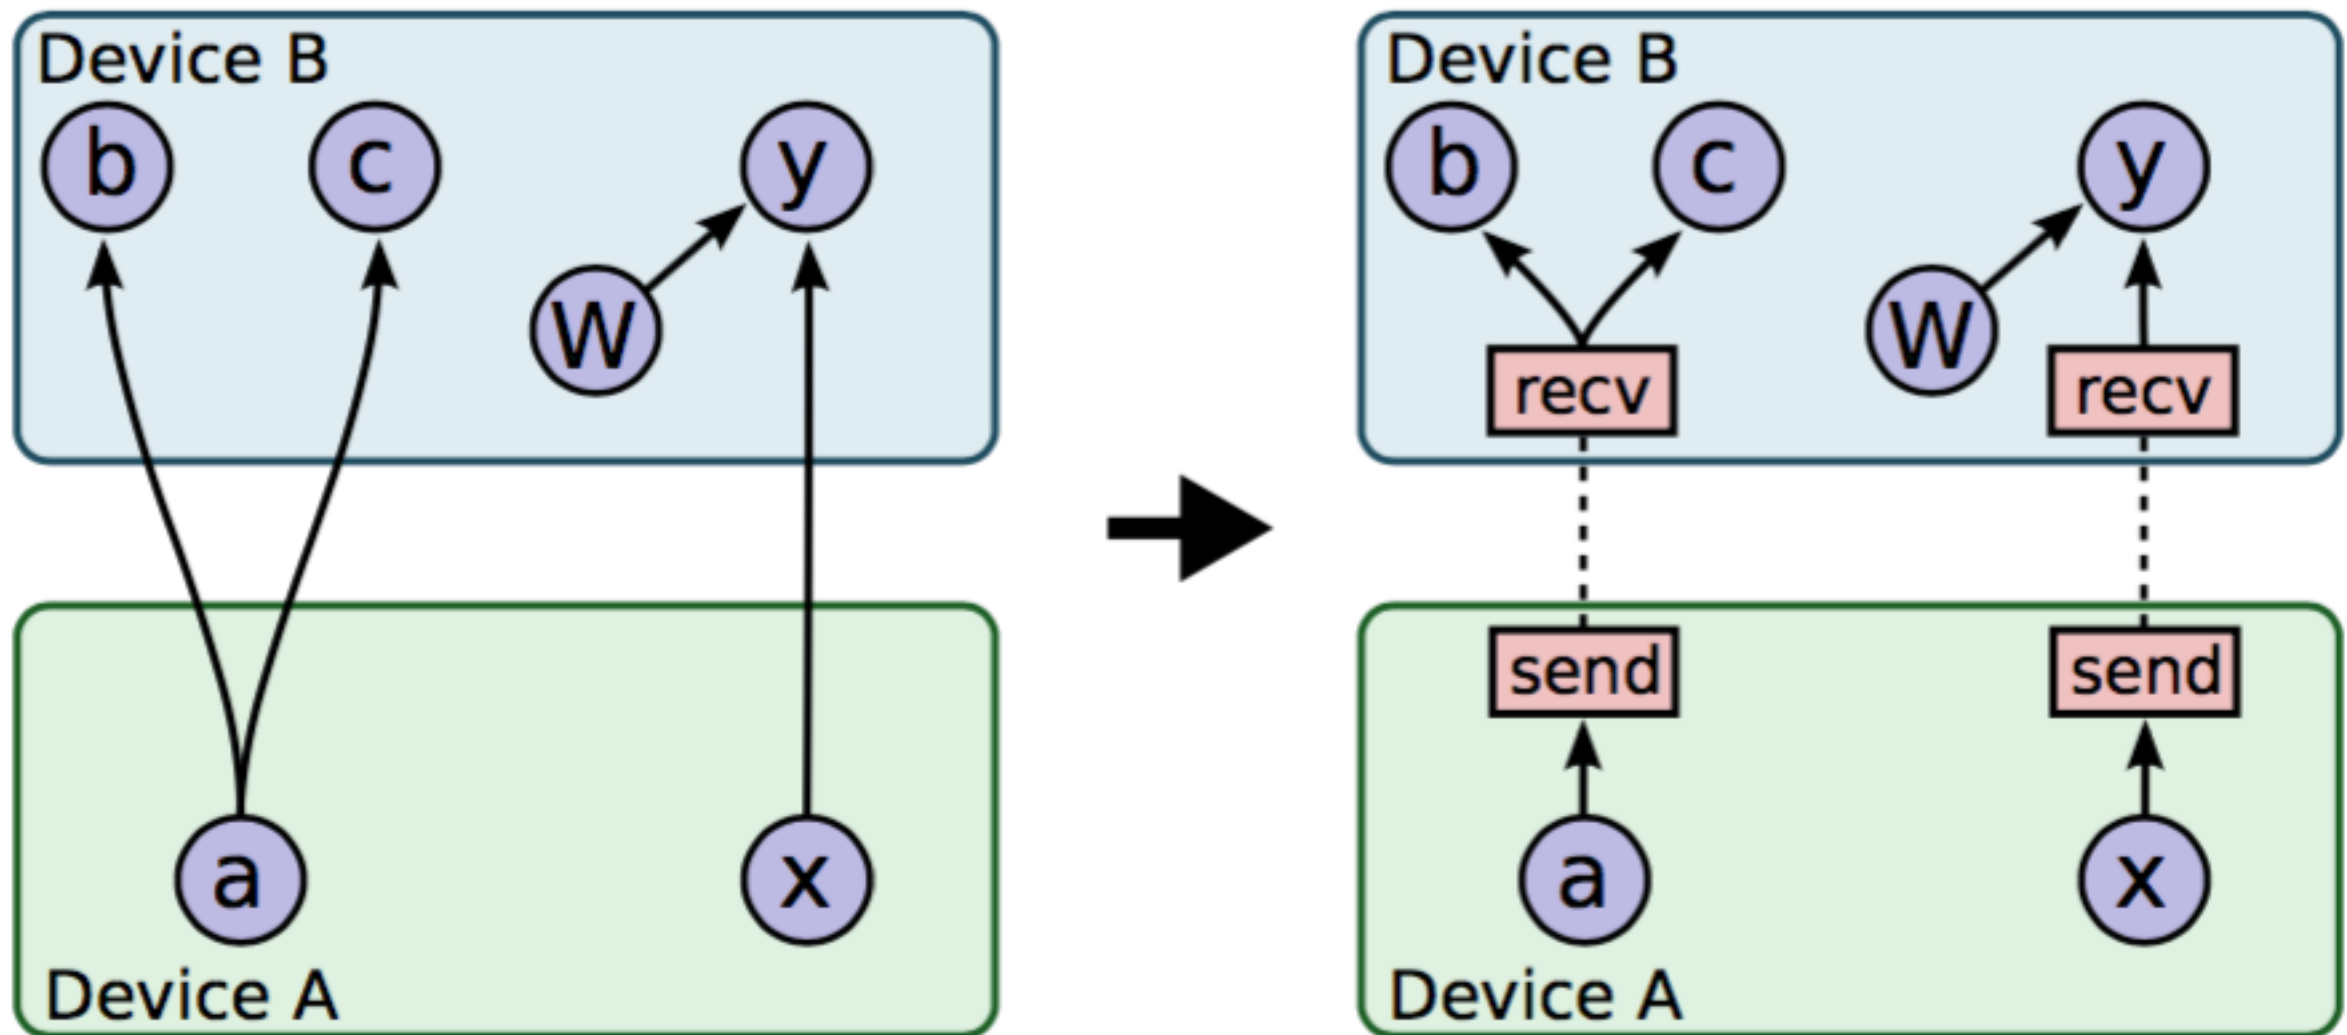 Device B
b
c
y
W
a
x
Device A
Device B
b
c
y
W
recv
recv
send
send
a
x
Device A